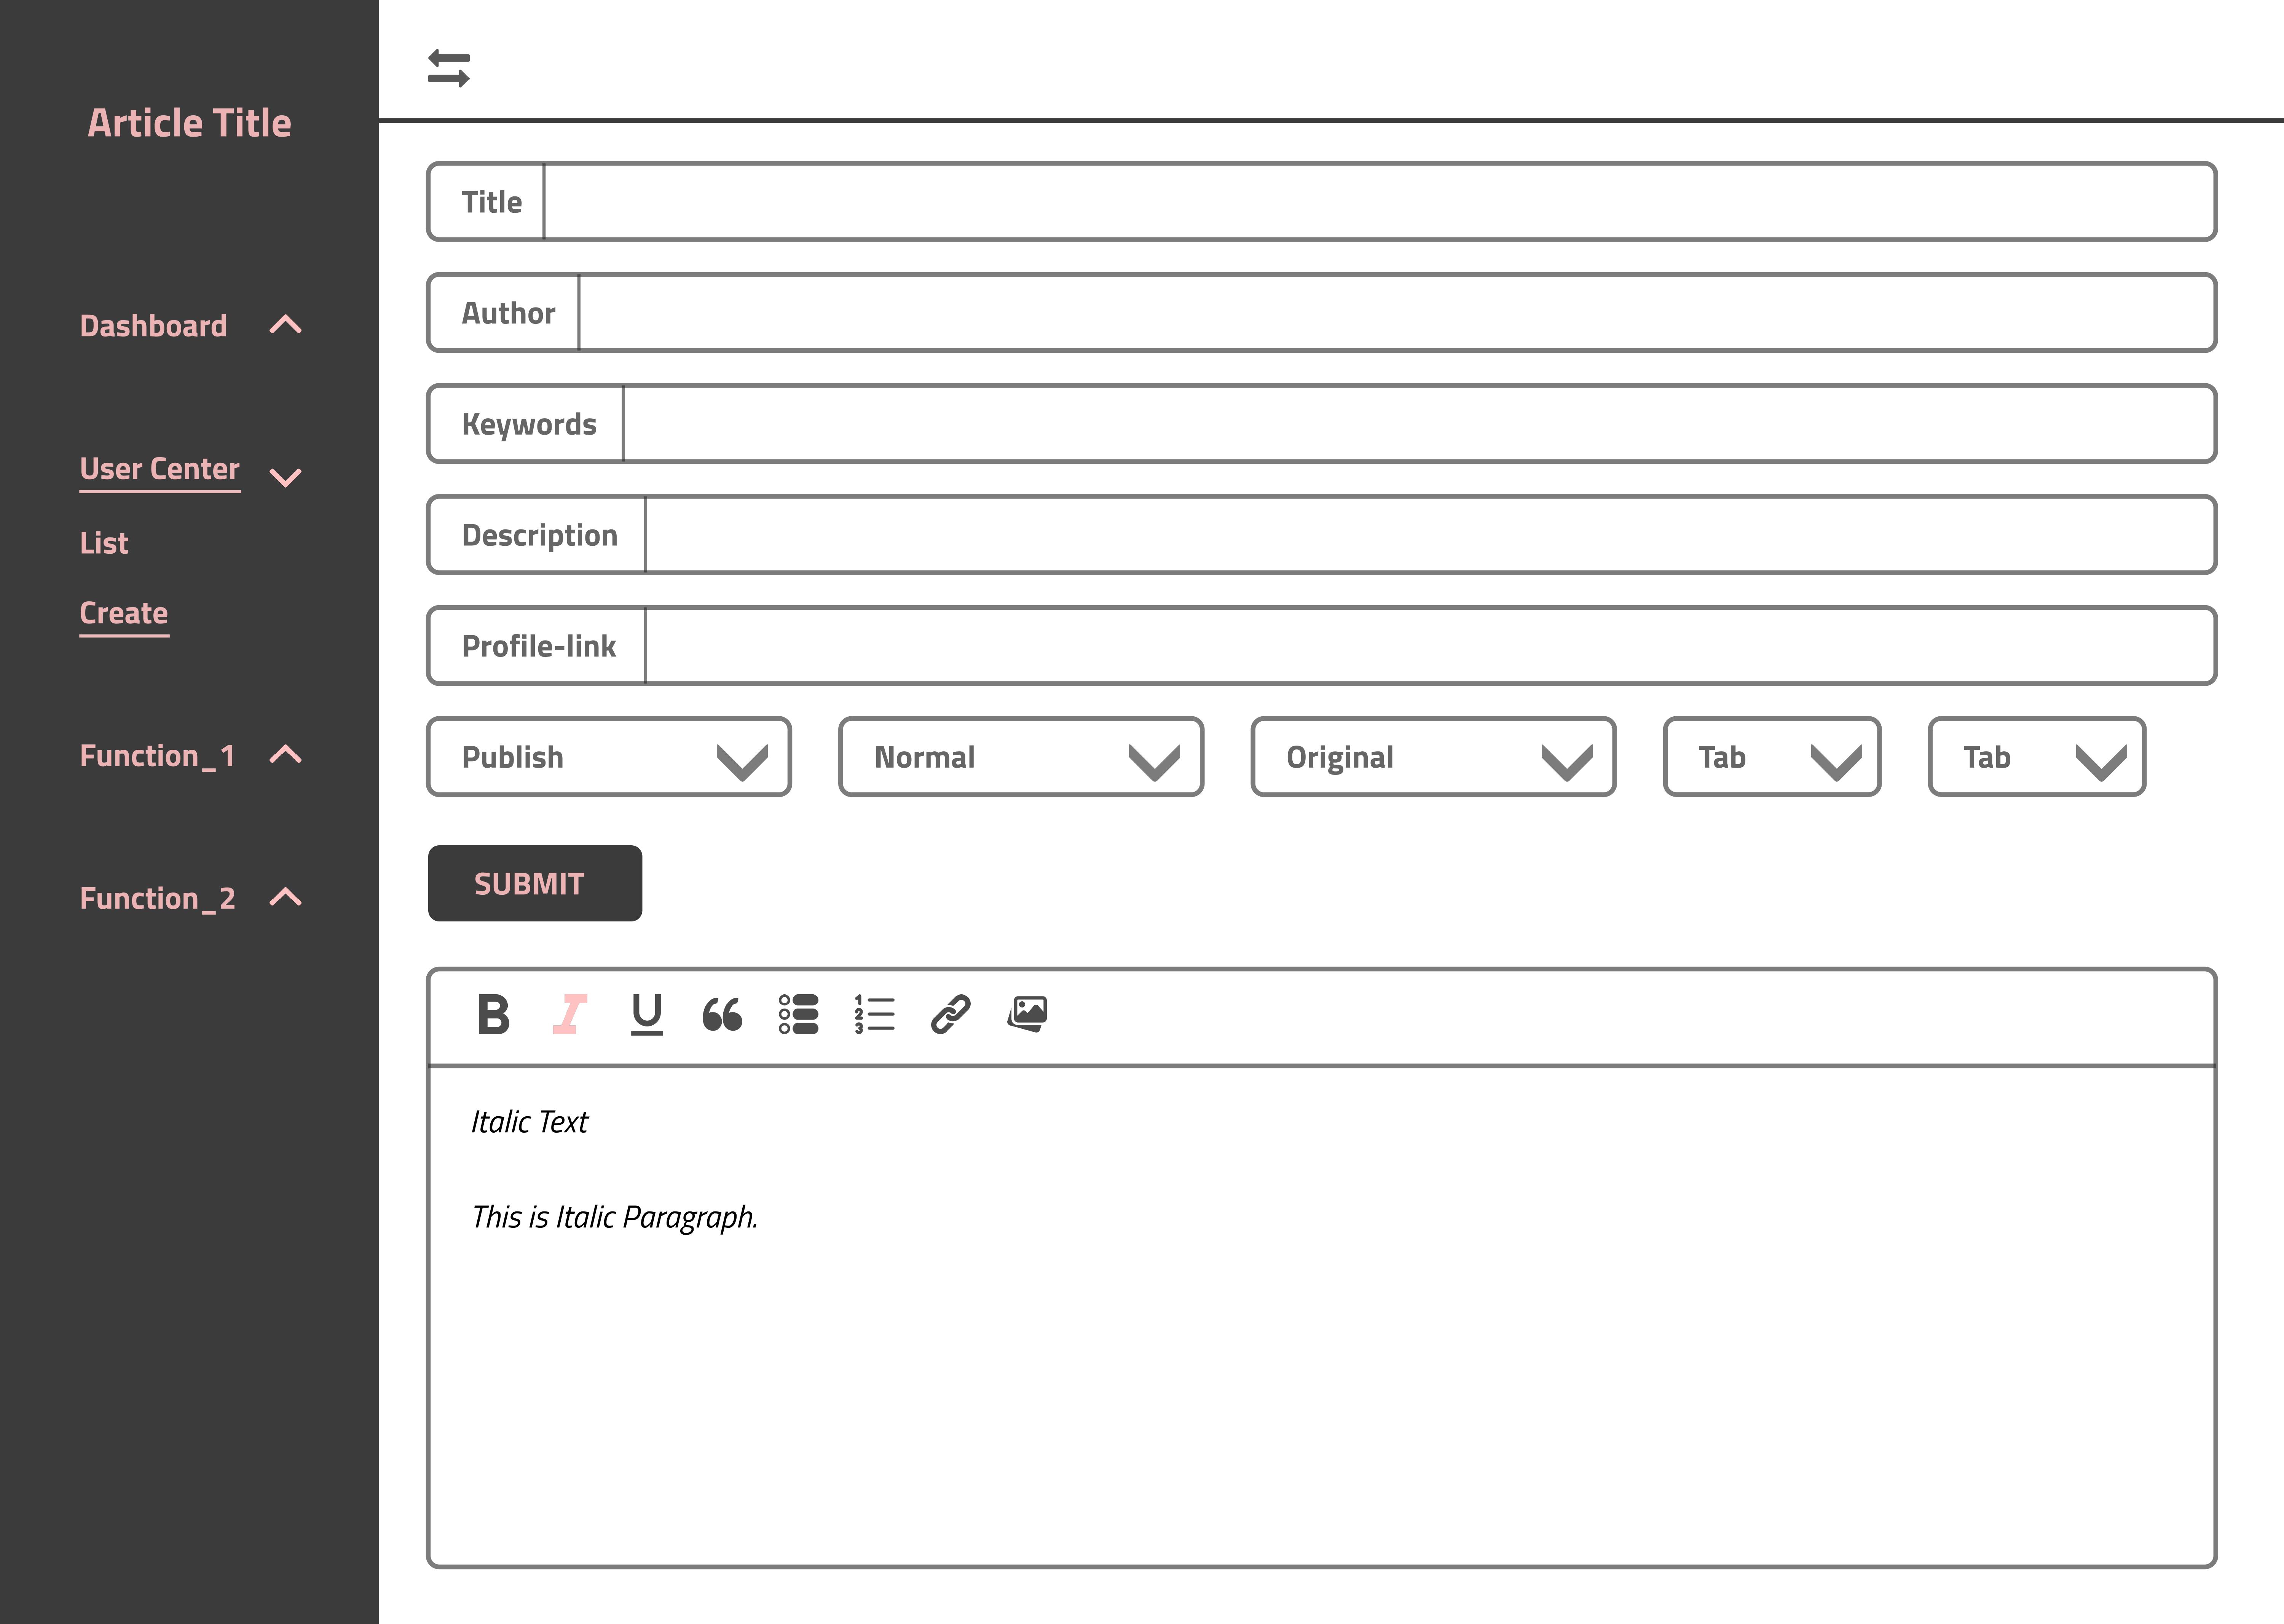 Article Title
Dashboard
User Center
List
Create
Function_1
Function_2
Title
Author
Keywords
Description
Profile-link
Publish
Normal
Original
Tab
Tab
SUBMIT
B I U
Italic Text
This is Italic Paragraph.